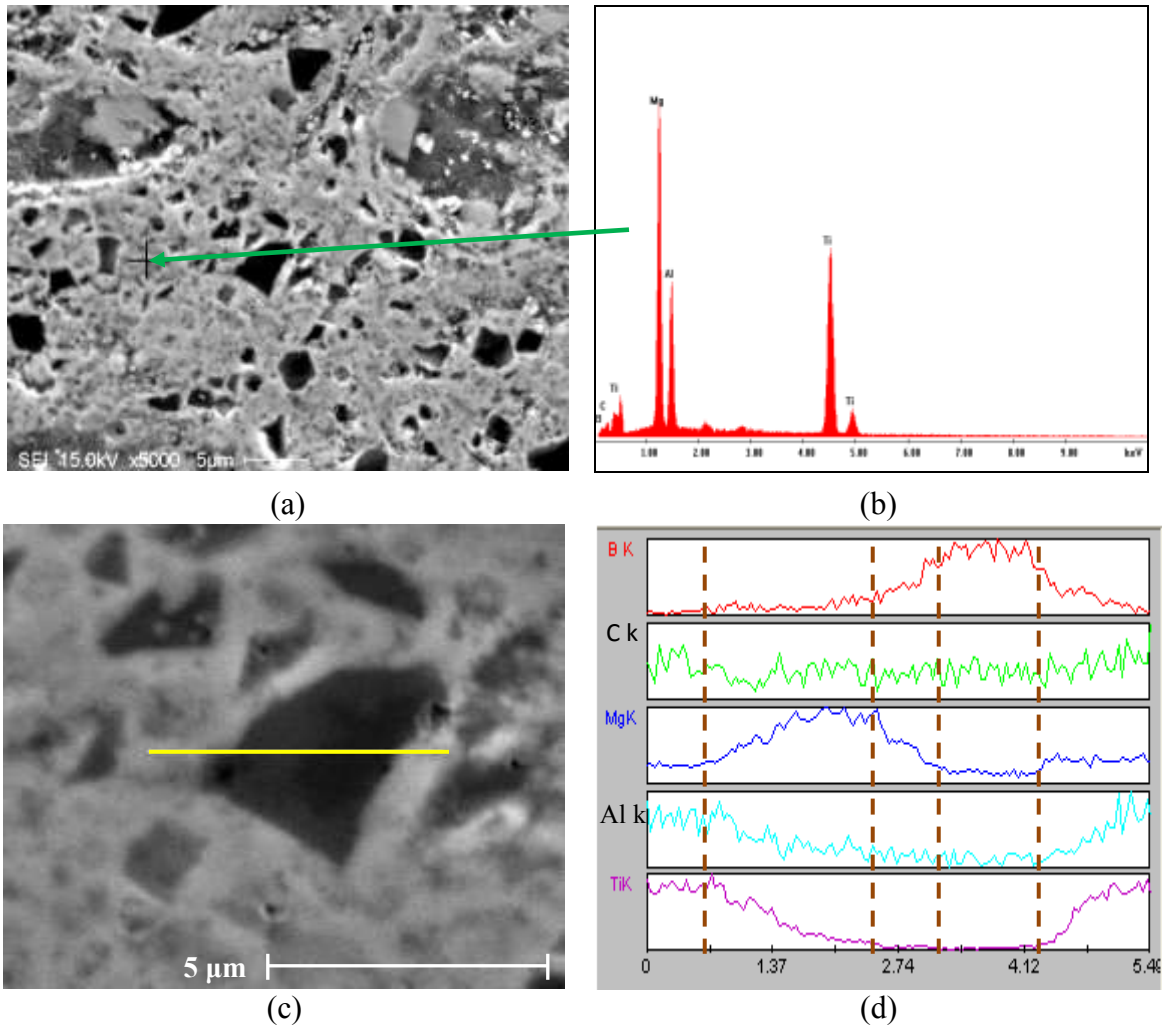 SEI 15.0kV x5000 5µm
(a)
Mg
Al
Ti
Ti
Ti
C
B
1.00 2.00 3.00 4.00 5.00 6.00 7.00 8.00 9.00 keV
(b)
5 µm
(c)
B K
C k
MgK
Al k
TiK
0 1.37 2.74 4.12 5.49
(d)